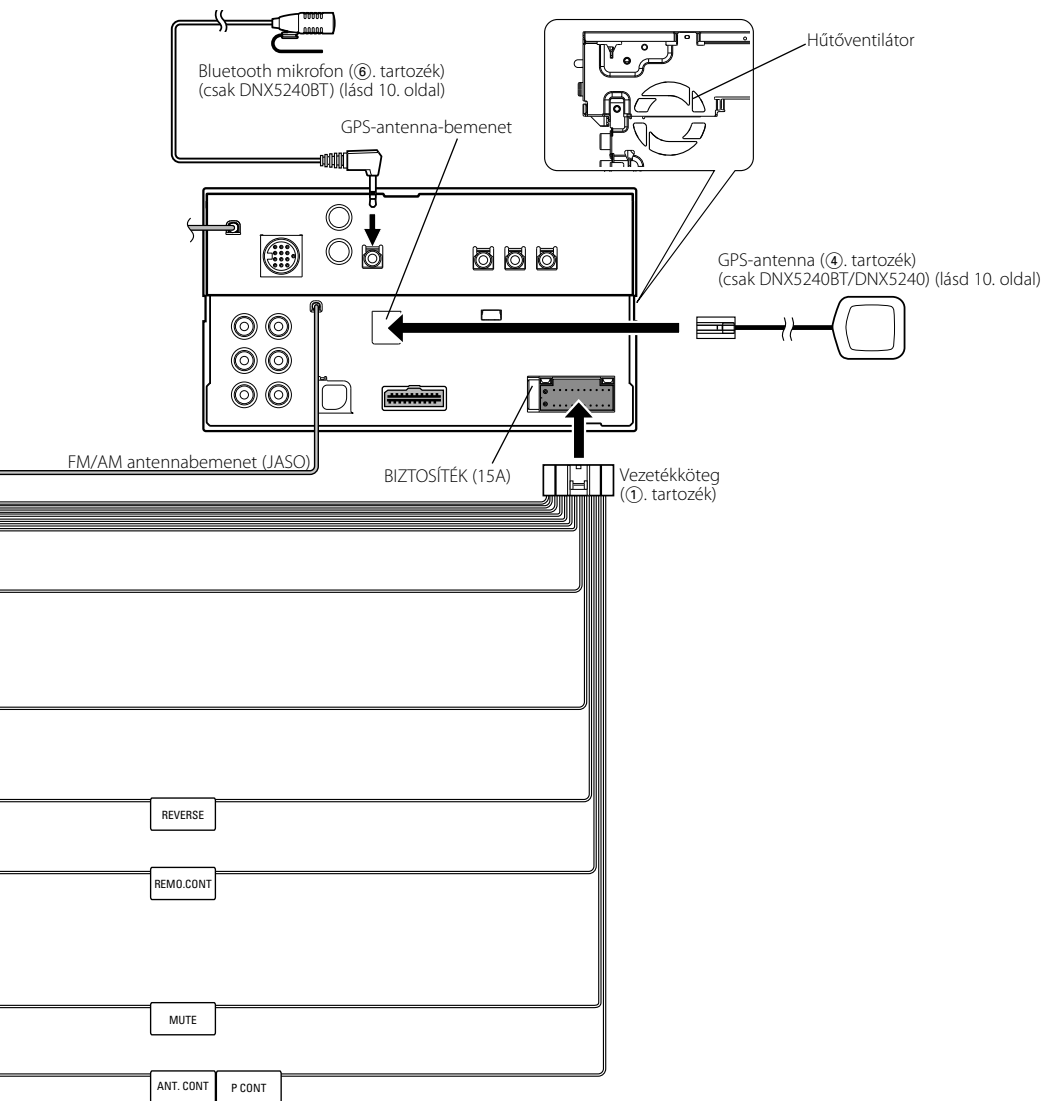 Hűtőventilátor
Bluetooth mikrofon (⑥. tartozék)
(csak DNX5240BT) (lásd 10. oldal)
GPS-antenna-bemenet
GPS-antenna (④. tartozék)
(csak DNX5240BT/DNX5240) (lásd 10. oldal)
FM/AM antennabemenet (JASO)
BIZTOSÍTÉK (15A)
Vezetékköteg
(①. tartozék)
REVERSE
REMO.CONT
MUTE
ANT. CONT
P CONT